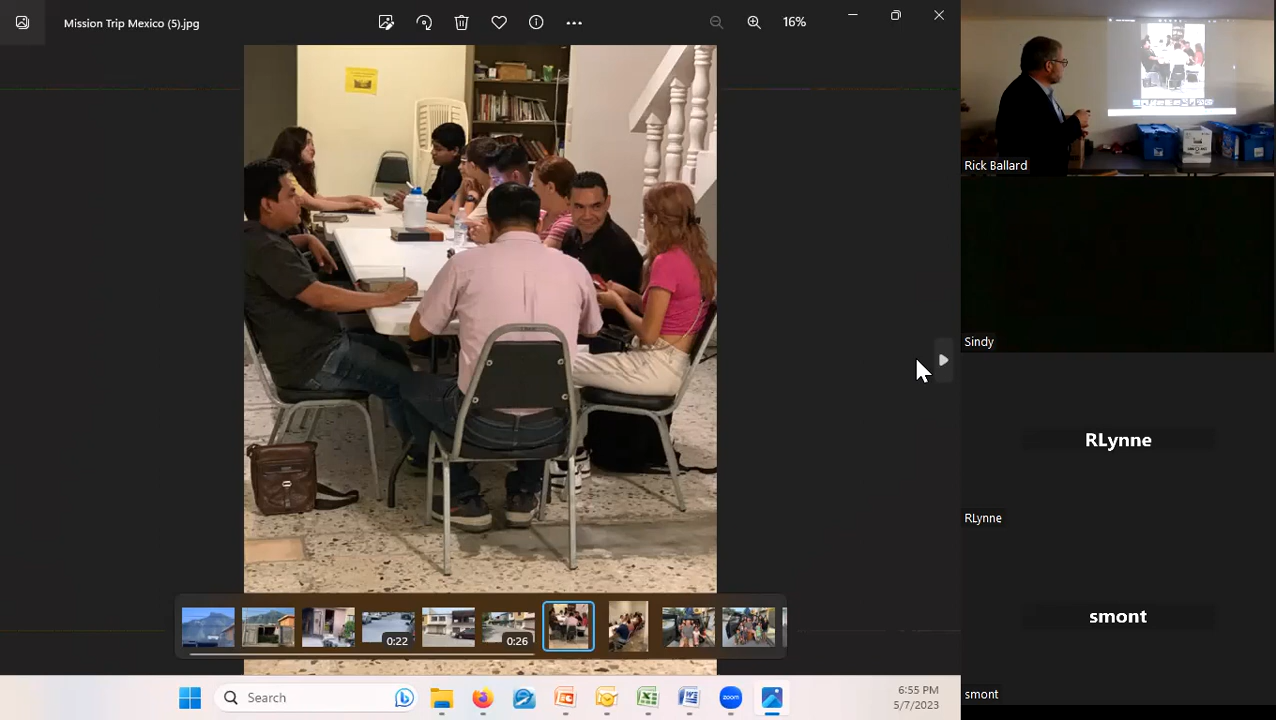 Mission Trip Mexico (5).jpg
16%
Rick Ballard
Sindy
RLynne
RLynne
smont
smont
0:22
0:26
Search
6:55 PM
5/7/2023